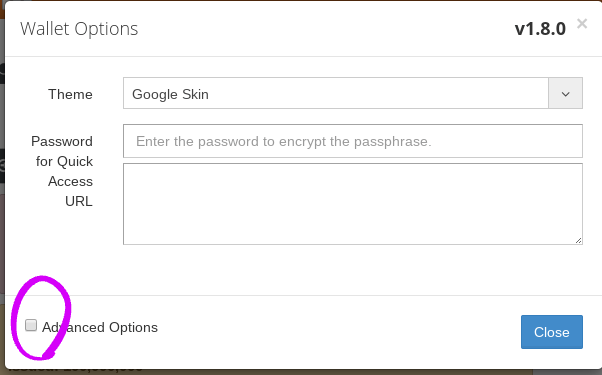 Wallet Options
v1.8.0 ×
Theme
Google Skin
Password
for Quick
Access
URL
Enter the password to encrypt the passphrase.
Advanced Options
Close